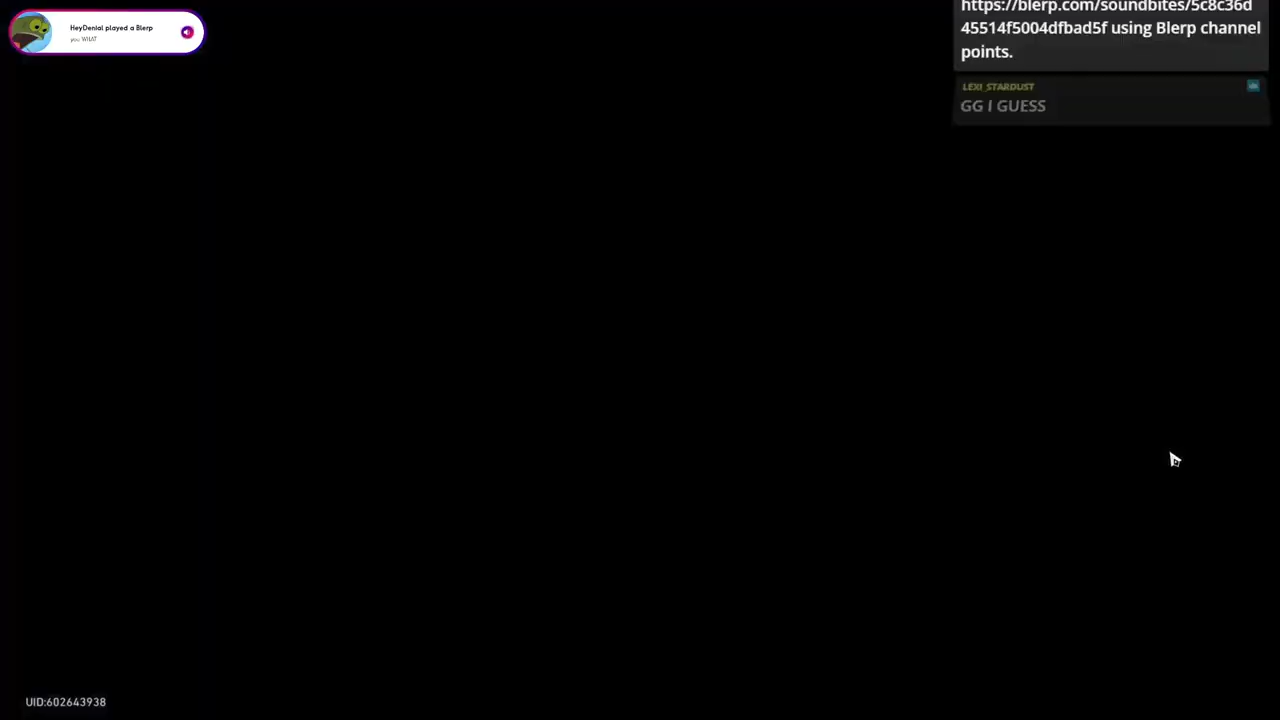 HeyDenial played a Blerp
you WHAT
https://blerp.com/soundbites/5c8c36d
45514f5004dfbad5f using Blerp channel
points.
LEXI_STARDUST
GG I GUESS
UID:602643938